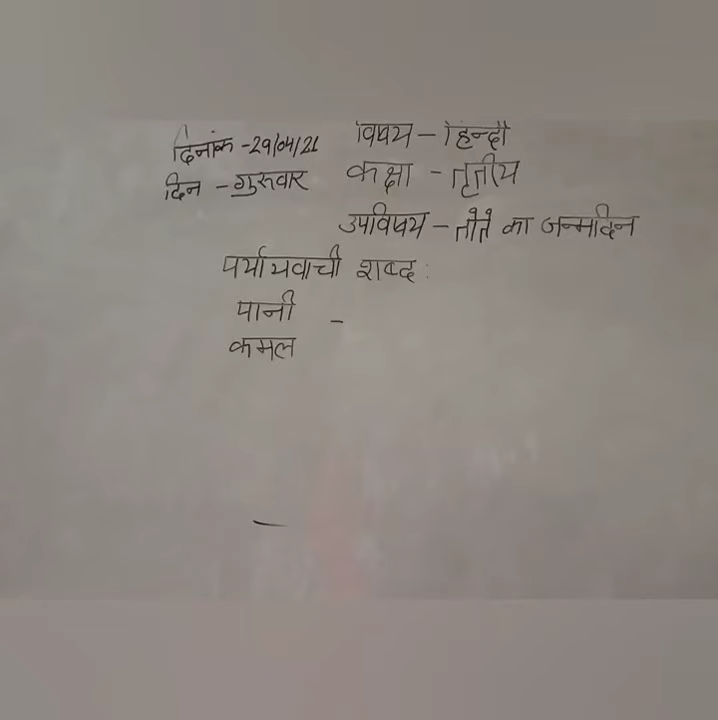 दिनांक -29/04/21 विषय - हिन्दी
दिन - गुरुवार कक्षा - तृतीय
उपविषय - तोते का जन्मदिन
पर्यायवाची शब्द :
पानी -
कमल